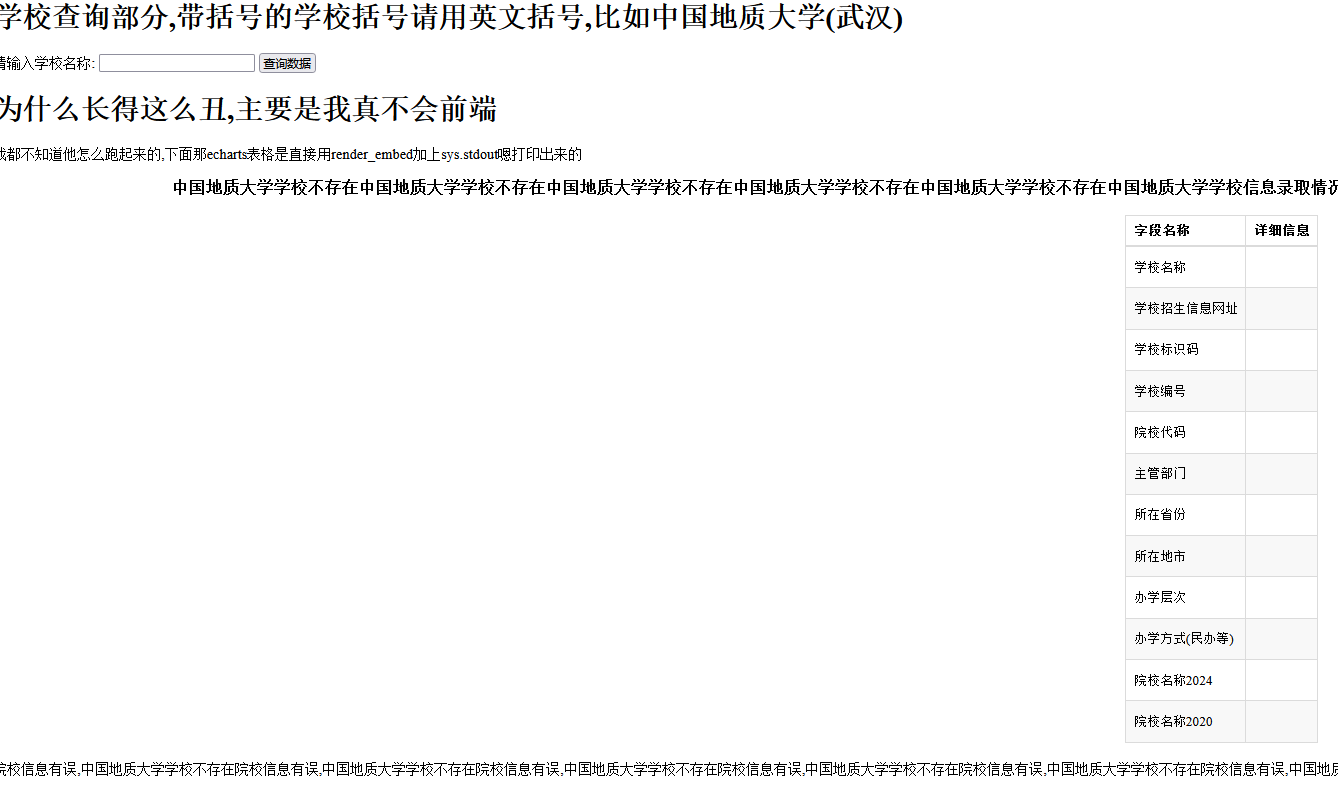 学校查询部分,带括号的学校括号请用英文括号,比如中国地质大学(武汉)
请输入学校名称: 查询数据
为什么长得这么丑,主要是我真不会前端
我都不知道他怎么跑起来的,下面那echarts表格是直接用render_embed加上sys.stdout嗯打印出来的
中国地质大学学校不存在中国地质大学学校不存在中国地质大学学校不存在中国地质大学学校不存在中国地质大学学校不存在中国地质大学学校信息录取情况
字段名称 详细信息
学校名称
学校招生信息网址
学校标识码
学校编号
院校代码
主管部门
所在省份
所在地市
办学层次
办学方式(民办等)
院校名称2024
院校名称2020
院校信息有误,中国地质大学学校不存在院校信息有误,中国地质大学学校不存在院校信息有误,中国地质大学学校不存在院校信息有误,中国地质大学学校不存在院校信息有误,中国地质大学学校不存在院校信息有误,中国地质